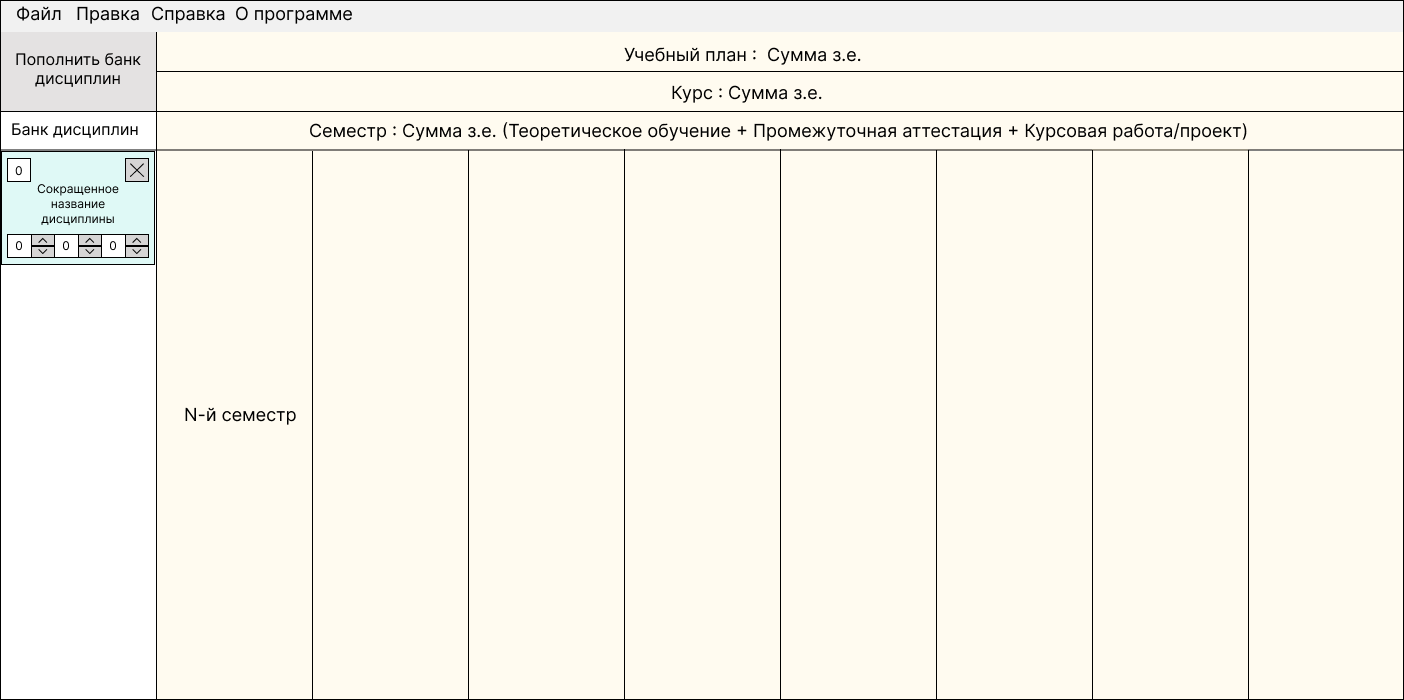 Файл Правка Справка О программе
Пополнить банк
дисциплин
Учебный план : Сумма з.е.
Курс : Сумма з.е.
Банк дисциплин
Семестр : Сумма з.е. (Теоретическое обучение + Промежуточная аттестация + Курсовая работа/проект)
0
Сокращенное
название
дисциплины
0 0 0
N-й семестр